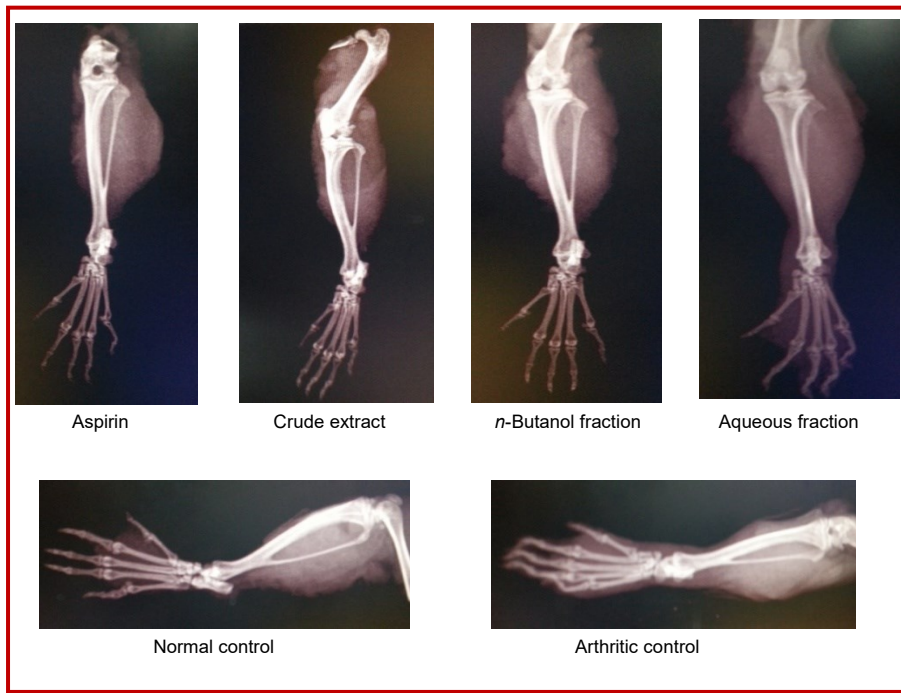 Aspirin
Crude extract
n-Butanol fraction
Aqueous fraction
Normal control
Arthritic control